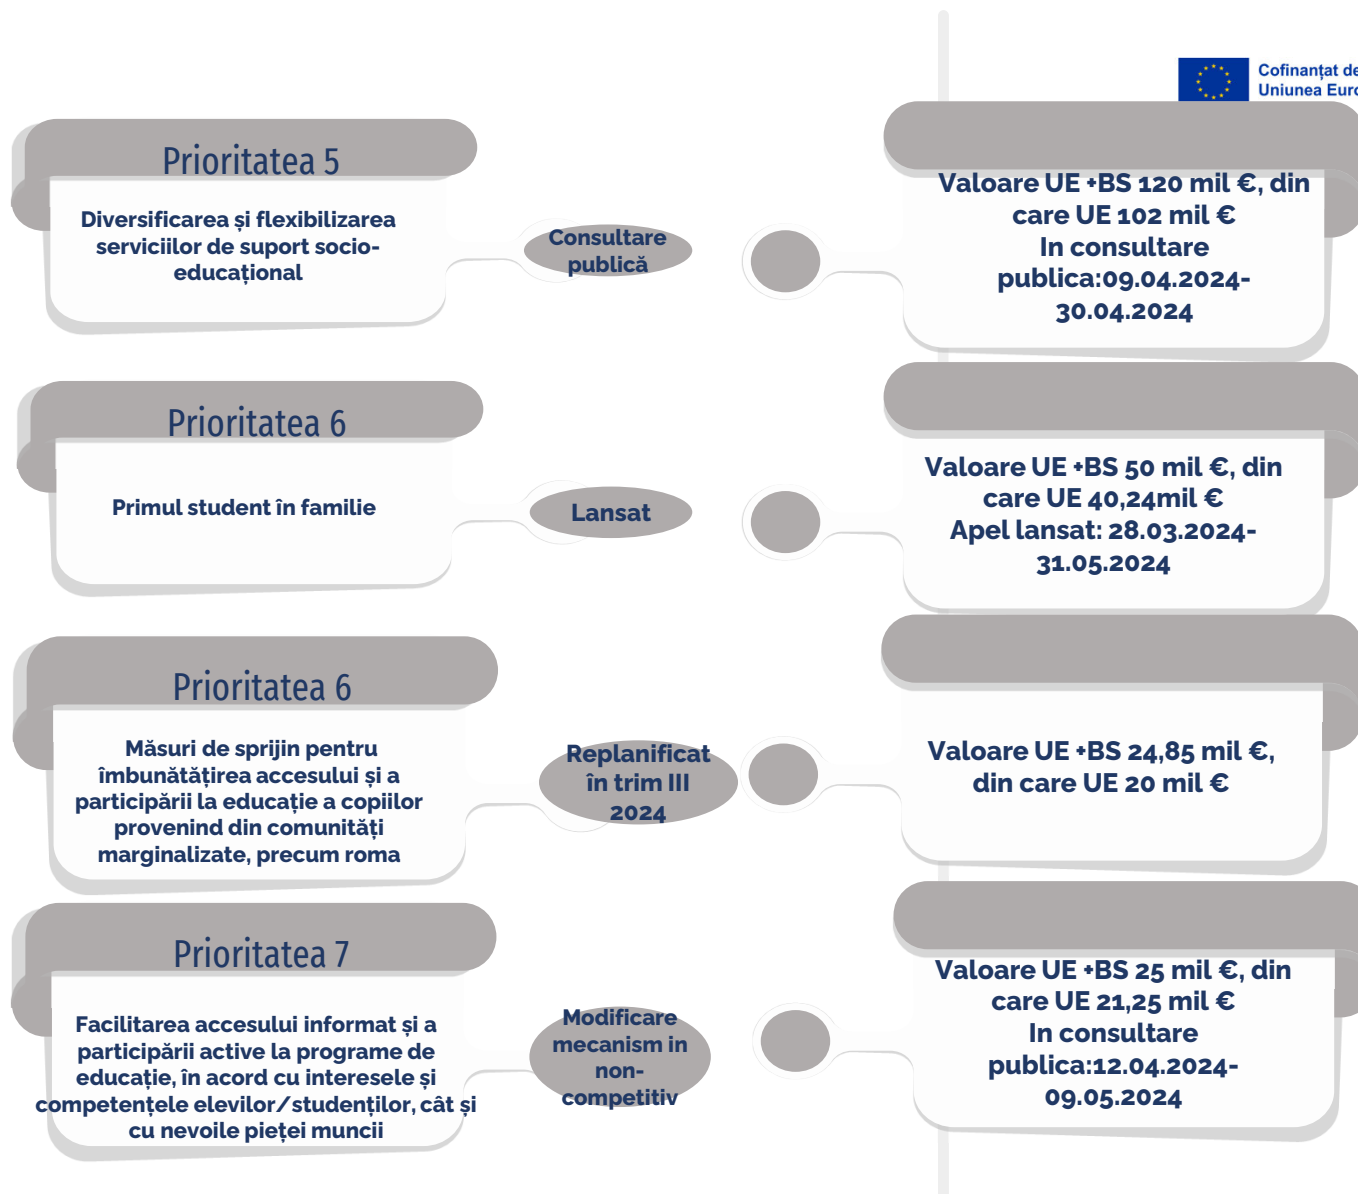 Cofinanțat de
Uniunea Euro
Prioritatea 5
Diversificarea și flexibilizarea
serviciilor de suport socio-
educațional
Consultare
publică
Valoare UE +BS 120 mil €, din
care UE 102 mil €
In consultare
publica:09.04.2024-
30.04.2024
Prioritatea 6
Primul student în familie
Lansat
Valoare UE +BS 50 mil €, din
care UE 40,24mil €
Apel lansat: 28.03.2024-
31.05.2024
Prioritatea 6
Măsuri de sprijin pentru
îmbunătățirea accesului și a
participării la educație a copiilor
provenind din comunități
marginalizate, precum roma
Replanificat
în trim III
2024
Valoare UE +BS 24,85 mil €,
din care UE 20 mil €
Prioritatea 7
Facilitarea accesului informat și a
participării active la programe de
educație, în acord cu interesele și
competențele elevilor/studenților, cât și
cu nevoile pieței muncii
Modificare
mecanism in
non-
competitiv
Valoare UE +BS 25 mil €, din
care UE 21,25 mil €
In consultare
publica:12.04.2024-
09.05.2024